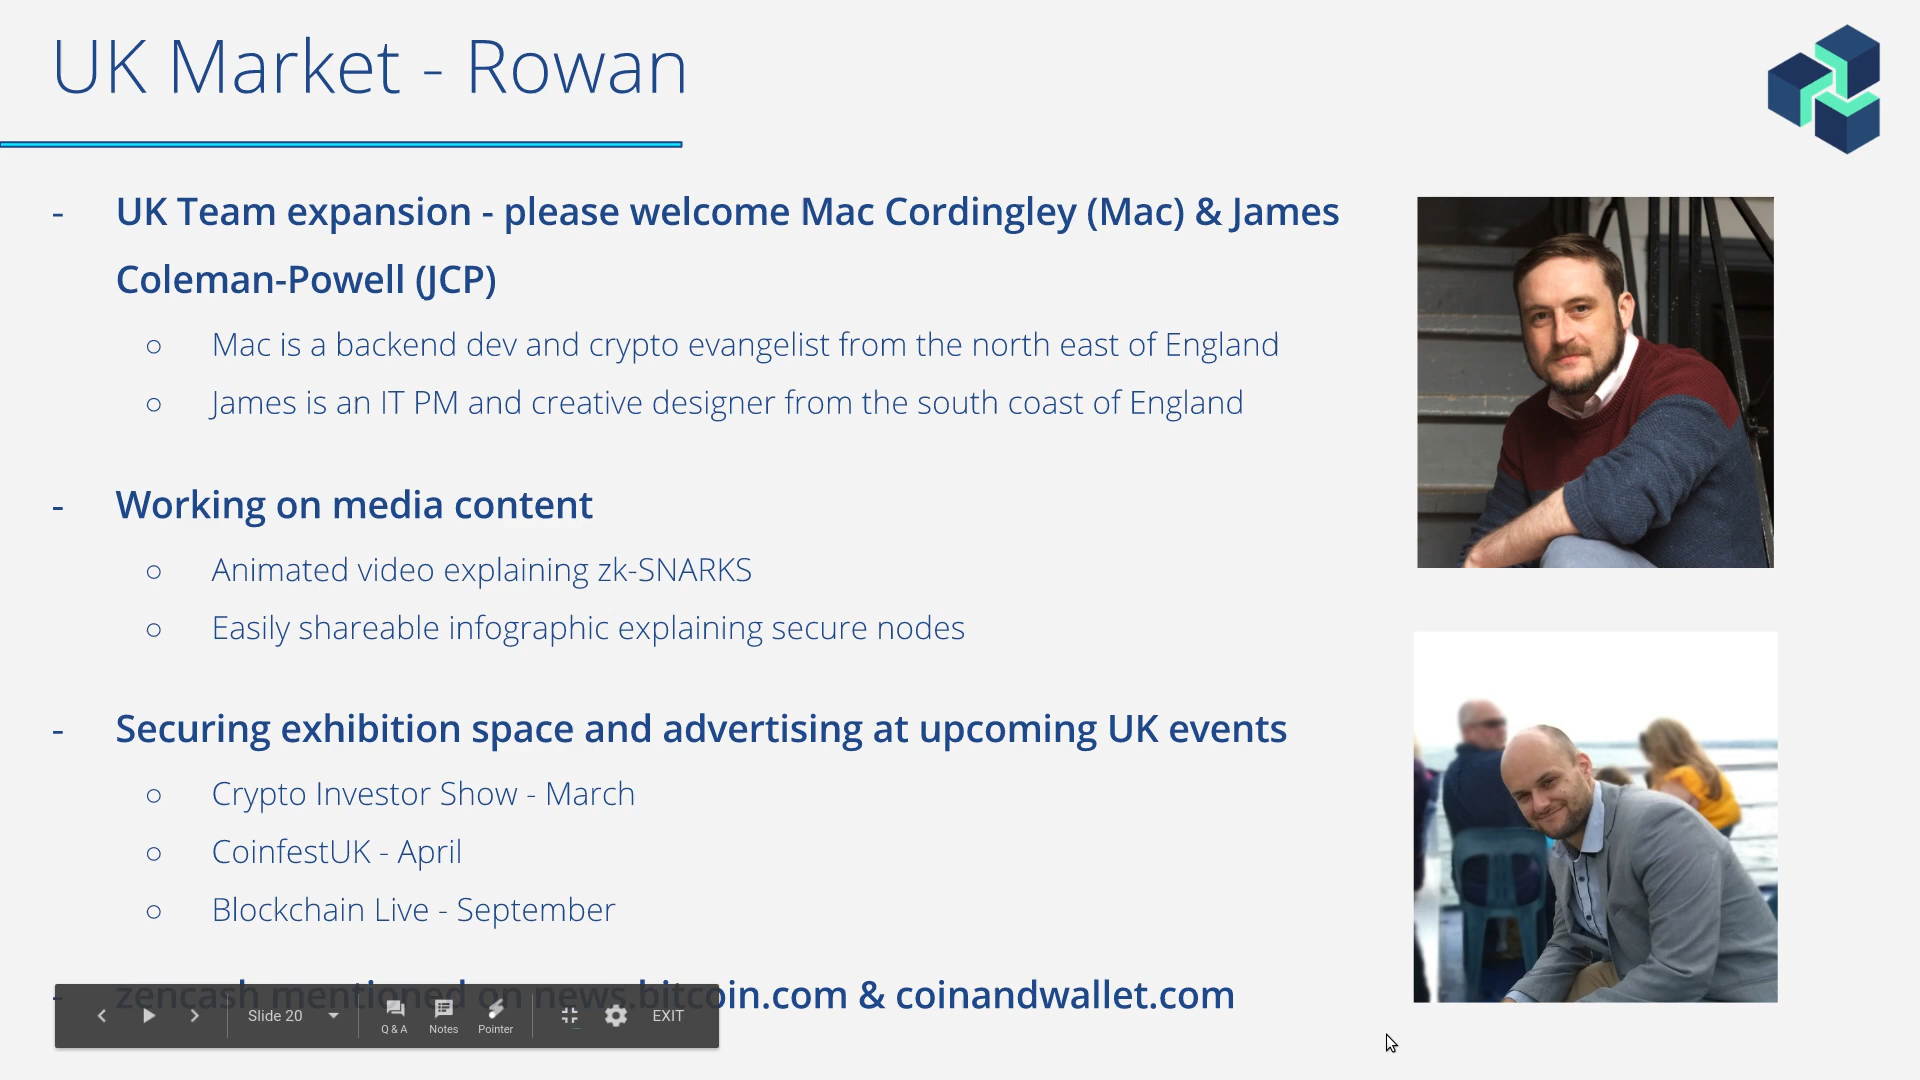 UK Market - Rowan
- UK Team expansion - please welcome Mac Cordingley (Mac) & James
Coleman-Powell (JCP)
○ Mac is a backend dev and crypto evangelist from the north east of England
○ James is an IT PM and creative designer from the south coast of England
- Working on media content
○ Animated video explaining zk-SNARKS
○ Easily shareable infographic explaining secure nodes
- Securing exhibition space and advertising at upcoming UK events
○ Crypto Investor Show - March
○ CoinfestUK - April
○ Blockchain Live - September
- zencash mentioned on news.bitcoin.com & coinandwallet.com
Slide 20 Q & A Notes Pointer EXIT